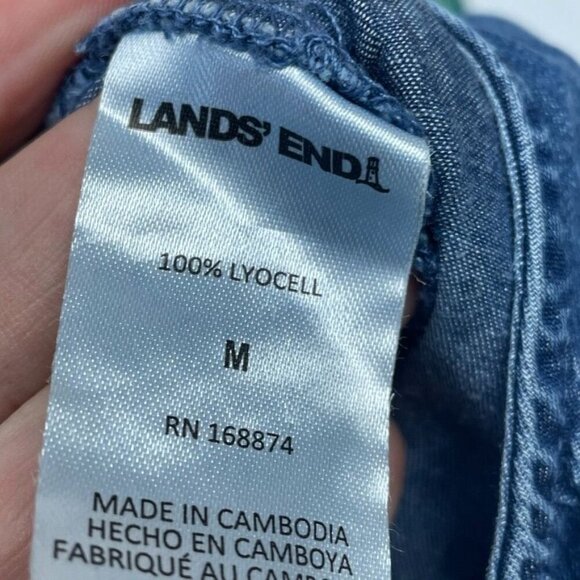 LANDS' END
100% LYOCELL
M
RN 168874
MADE IN CAMBODIA
HECHO EN CAMBOYA
FABRIQUÉ AU